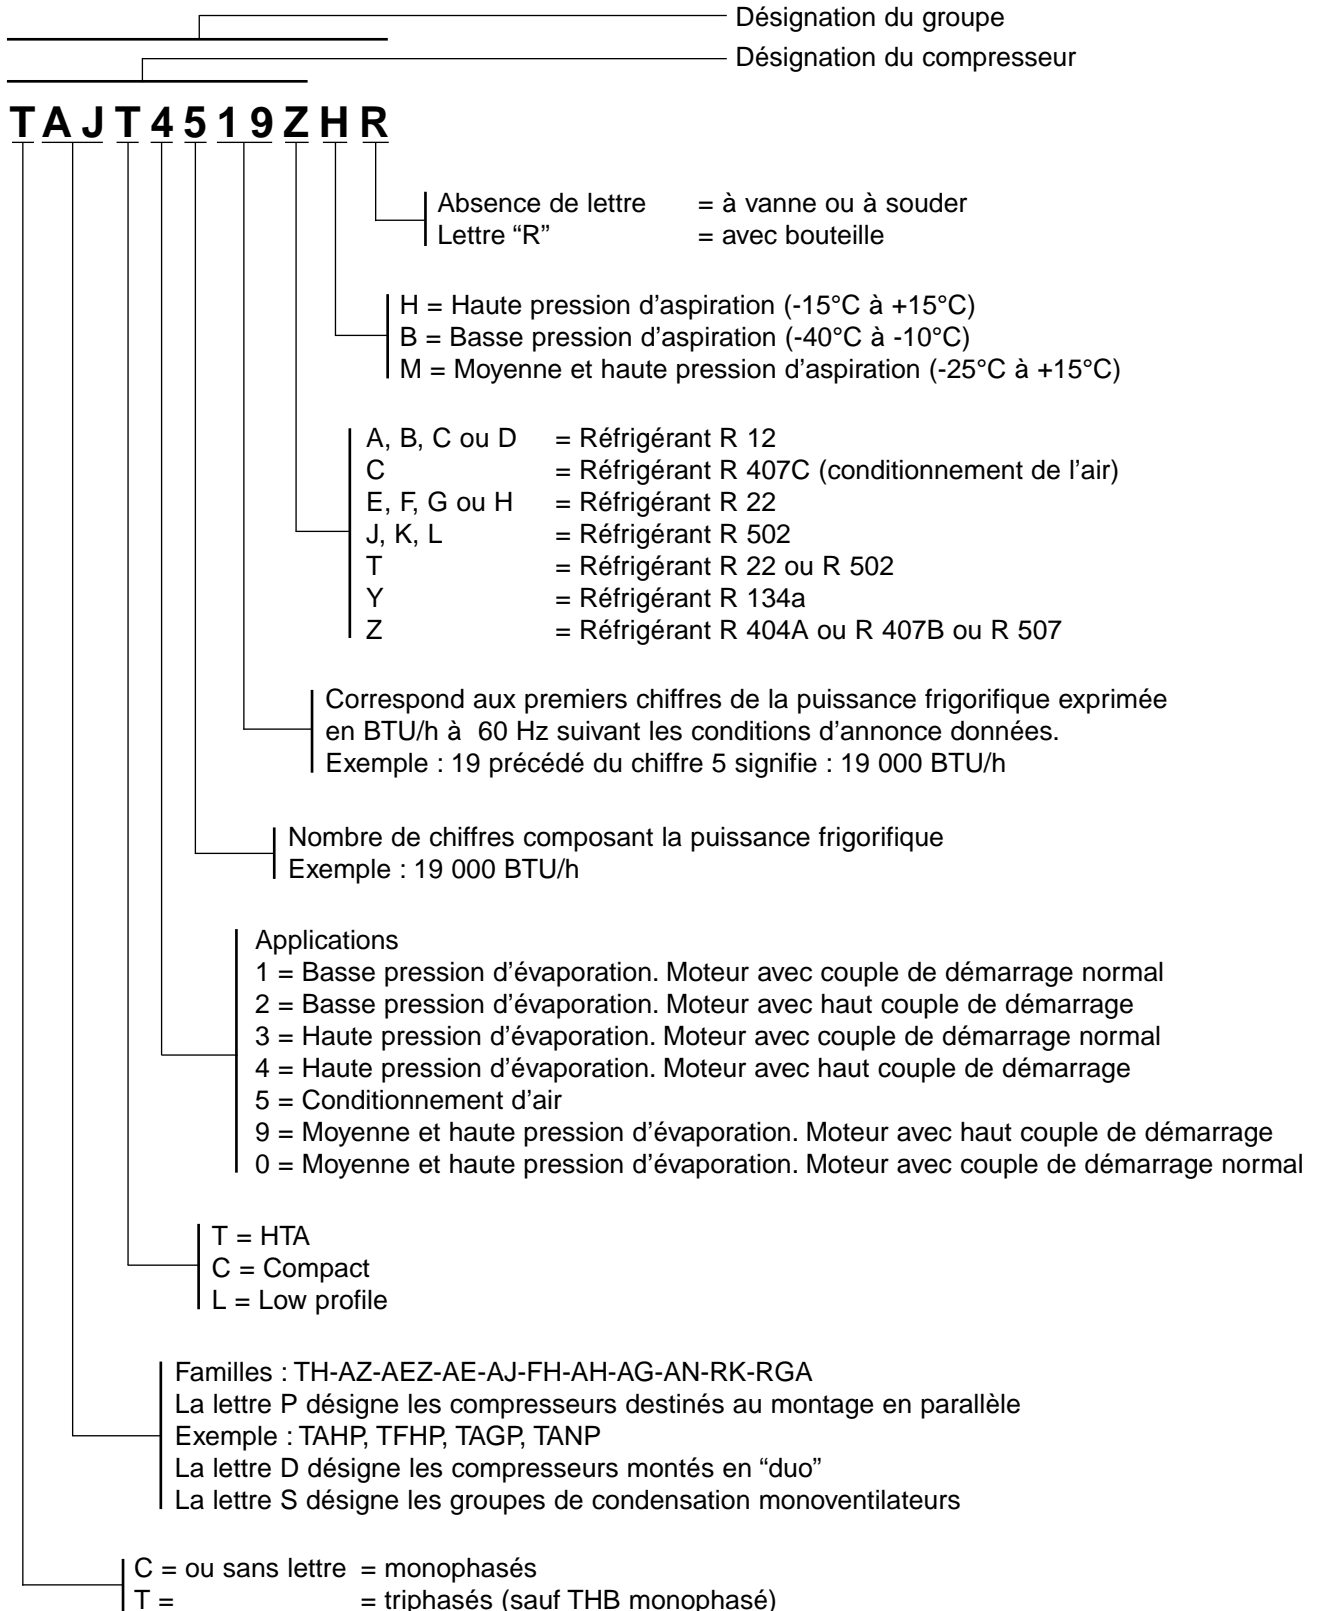 Désignation du groupe
Désignation du compresseur
TAJT4519ZHR
Absence de lettre = à vanne ou à souder
Lettre “R” = avec bouteille
H = Haute pression d'aspiration (-15°C à +15°C)
B = Basse pression d'aspiration (-40°C à -10°C)
M = Moyenne et haute pression d'aspiration (-25°C à +15°C)
A, B, C ou D = Réfrigérant R 12
C = Réfrigérant R 407C (conditionnement de l’air)
E, F, G ou H = Réfrigérant R 22
J, K, L = Réfrigérant R 502
T = Réfrigérant R 22 ou R 502
Y = Réfrigérant R 134a
Z = Réfrigérant R 404A ou R 407B ou R 507
Correspond aux premiers chiffres de la puissance frigorifique exprimée
en BTU/h à 60 Hz suivant les conditions d’annonce données.
Exemple : 19 précédé du chiffre 5 signifie : 19 000 BTU/h
Nombre de chiffres composant la puissance frigorifique
Exemple : 19 000 BTU/h
Applications
1 = Basse pression d'évaporation. Moteur avec couple de démarrage normal
2 = Basse pression d'évaporation. Moteur avec haut couple de démarrage
3 = Haute pression d'évaporation. Moteur avec couple de démarrage normal
4 = Haute pression d'évaporation. Moteur avec haut couple de démarrage
5 = Conditionnement d'air
9 = Moyenne et haute pression d'évaporation. Moteur avec haut couple de démarrage
0 = Moyenne et haute pression d'évaporation. Moteur avec couple de démarrage normal
T = HTA
C = Compact
L = Low profile
Familles : TH-AZ-AEZ-AE-AJ-FH-AH-AG-AN-RK-RGA
La lettre P désigne les compresseurs destinés au montage en parallèle
Exemple : TAHP, TFHP, TAGP, TANP
La lettre D désigne les compresseurs montés en “duo”
La lettre S désigne les groupes de condensation monoventilateurs
C = ou sans lettre = monophasés
T = = triphasés (sauf THB monophasé)